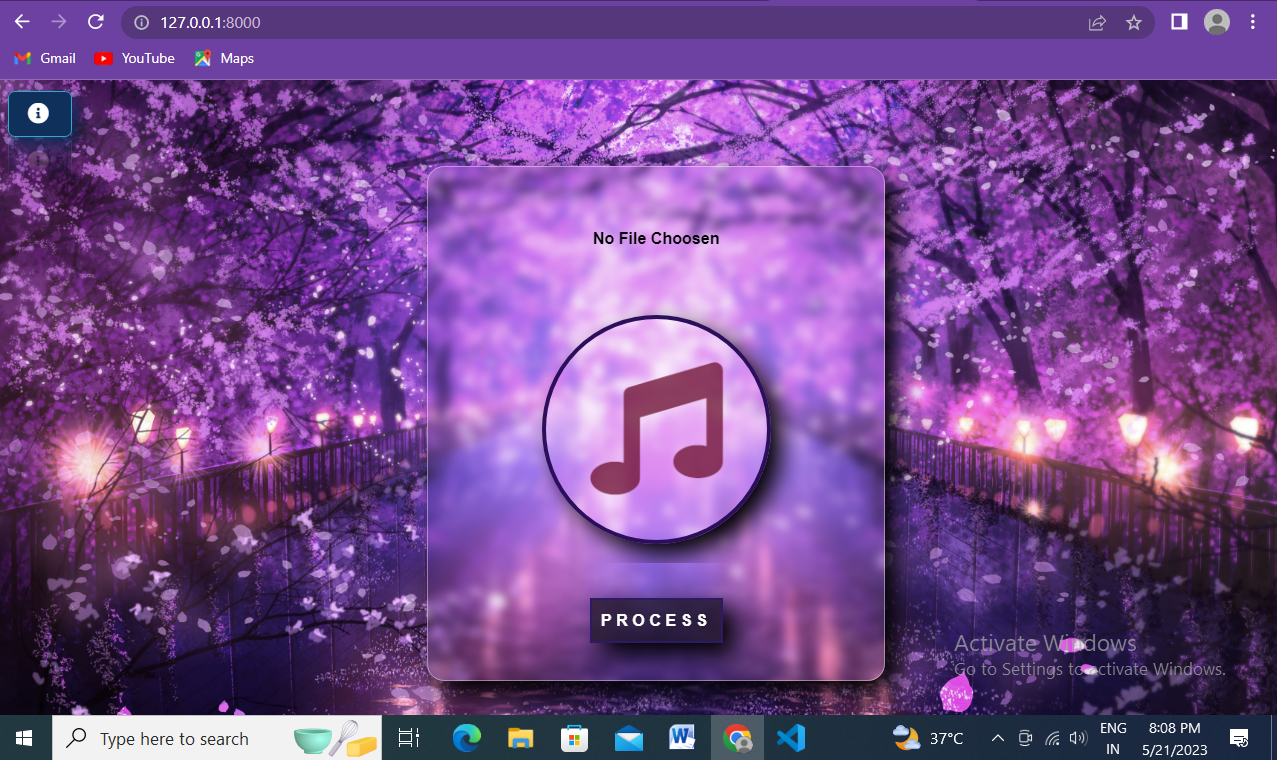 127.0.0.1:8000
Gmail YouTube Maps
No File Choosen
PROCESS
Activate Windows
Go to Settings to activate Windows.
Type here to search
37°C
ENG
IN
8:08 PM
5/21/2023